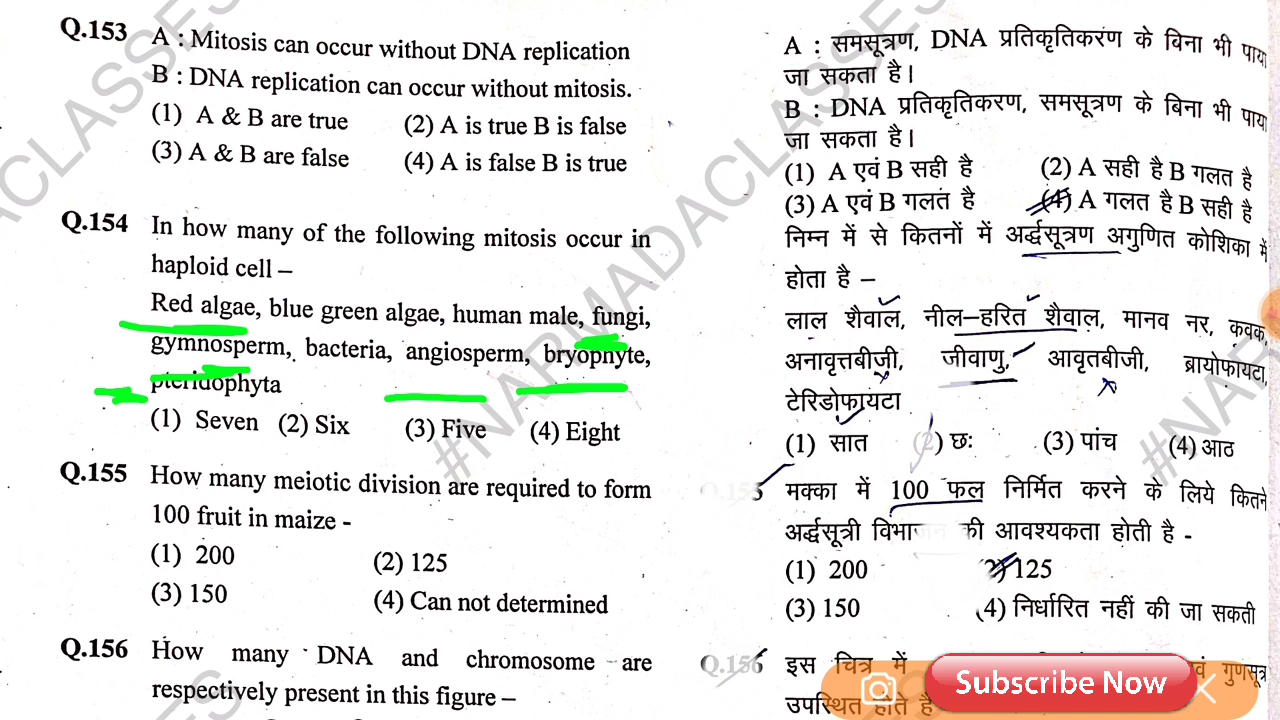 Q.153 A : Mitosis can occur without DNA replication
B : DNA replication can occur without mitosis.
(1) A & B are true (2) A is true B is false
(3) A & B are false (4) A is false B is true
Q.154 In how many of the following mitosis occur in
haploid cell –
Red algae, blue green algae, human male, fungi,
gymnosperm, bacteria, angiosperm, bryophyte,
pteridophyta
(1) Seven (2) Six (3) Five (4) Eight
Q.155 How many meiotic division are required to form
100 fruit in maize -
(1) 200 (2) 125
(3) 150 (4) Can not determined
Q.156 How many DNA and chromosome are
respectively present in this figure –
A : समसूत्रण, DNA प्रतिकृतिकरंण के बिना भी पाया
जा सकता है।
B : DNA प्रतिकृतिकरण, समसूत्रण के बिना भी पाया
जा सकता है।
(1) A एवं B सही है (2) A सही है B गलत है
(3) A एवं B गलत है (4) A गलत है B सही है
निम्न में से कितनों में अर्द्धसूत्रण अगुणित कोशिका में
होता है –
लाल शैवाल, नील–हरित शैवाल, मानव नर, कवक,
अनावृत्तबीजी, जीवाणु, आवृतबीजी, ब्रायोफायटा,
टेरिडोफायटा
(1) सात (2) छः (3) पांच (4) आठ
Q.155 मक्का में 100 फल निर्मित करने के लिये कितने
अर्द्धसूत्री विभाजन की आवश्यकता होती है -
(1) 200 (2) 125
(3) 150 (4) निर्धारित नहीं की जा सकती
Q.156 इस चित्र में गुणसूत्र
उपस्थित होते है
Subscribe Now
#NARMADACLASSES